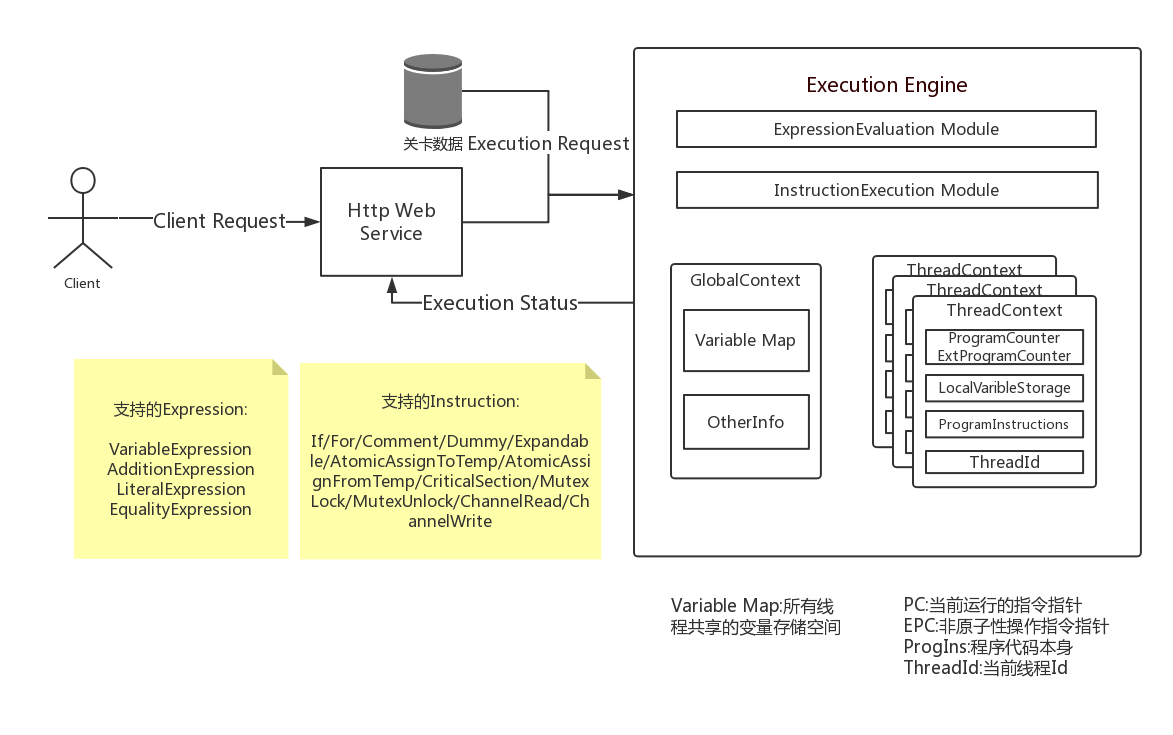 Execution Engine
ExpressionEvaluation Module
关卡数据
Execution Request
InstructionExecution Module
Http Web
Service
Client Request
Client
Execution Status
GlobalContext
Variable Map
OtherInfo
ThreadContext
ThreadContext
ThreadContext
ProgramCounter
ExtProgramCounter
LocalVaribleStorage
ProgramInstructions
ThreadId
支持的Expression:
VariableExpression
AdditionExpression
LiteralExpression
EqualityExpression
支持的Instruction:
If/For/Comment/Dummy/Expandab
le/AtomicAssignToTemp/AtomicAssi
gnFromTemp/CriticalSection/Mutex
Lock/MutexUnlock/ChannelRead/Ch
annelWrite
Variable Map:所有线
程共享的变量存储空间
PC:当前运行的指令指针
EPC:非原子性操作指令指针
ProgIns:程序代码本身
ThreadId:当前线程Id